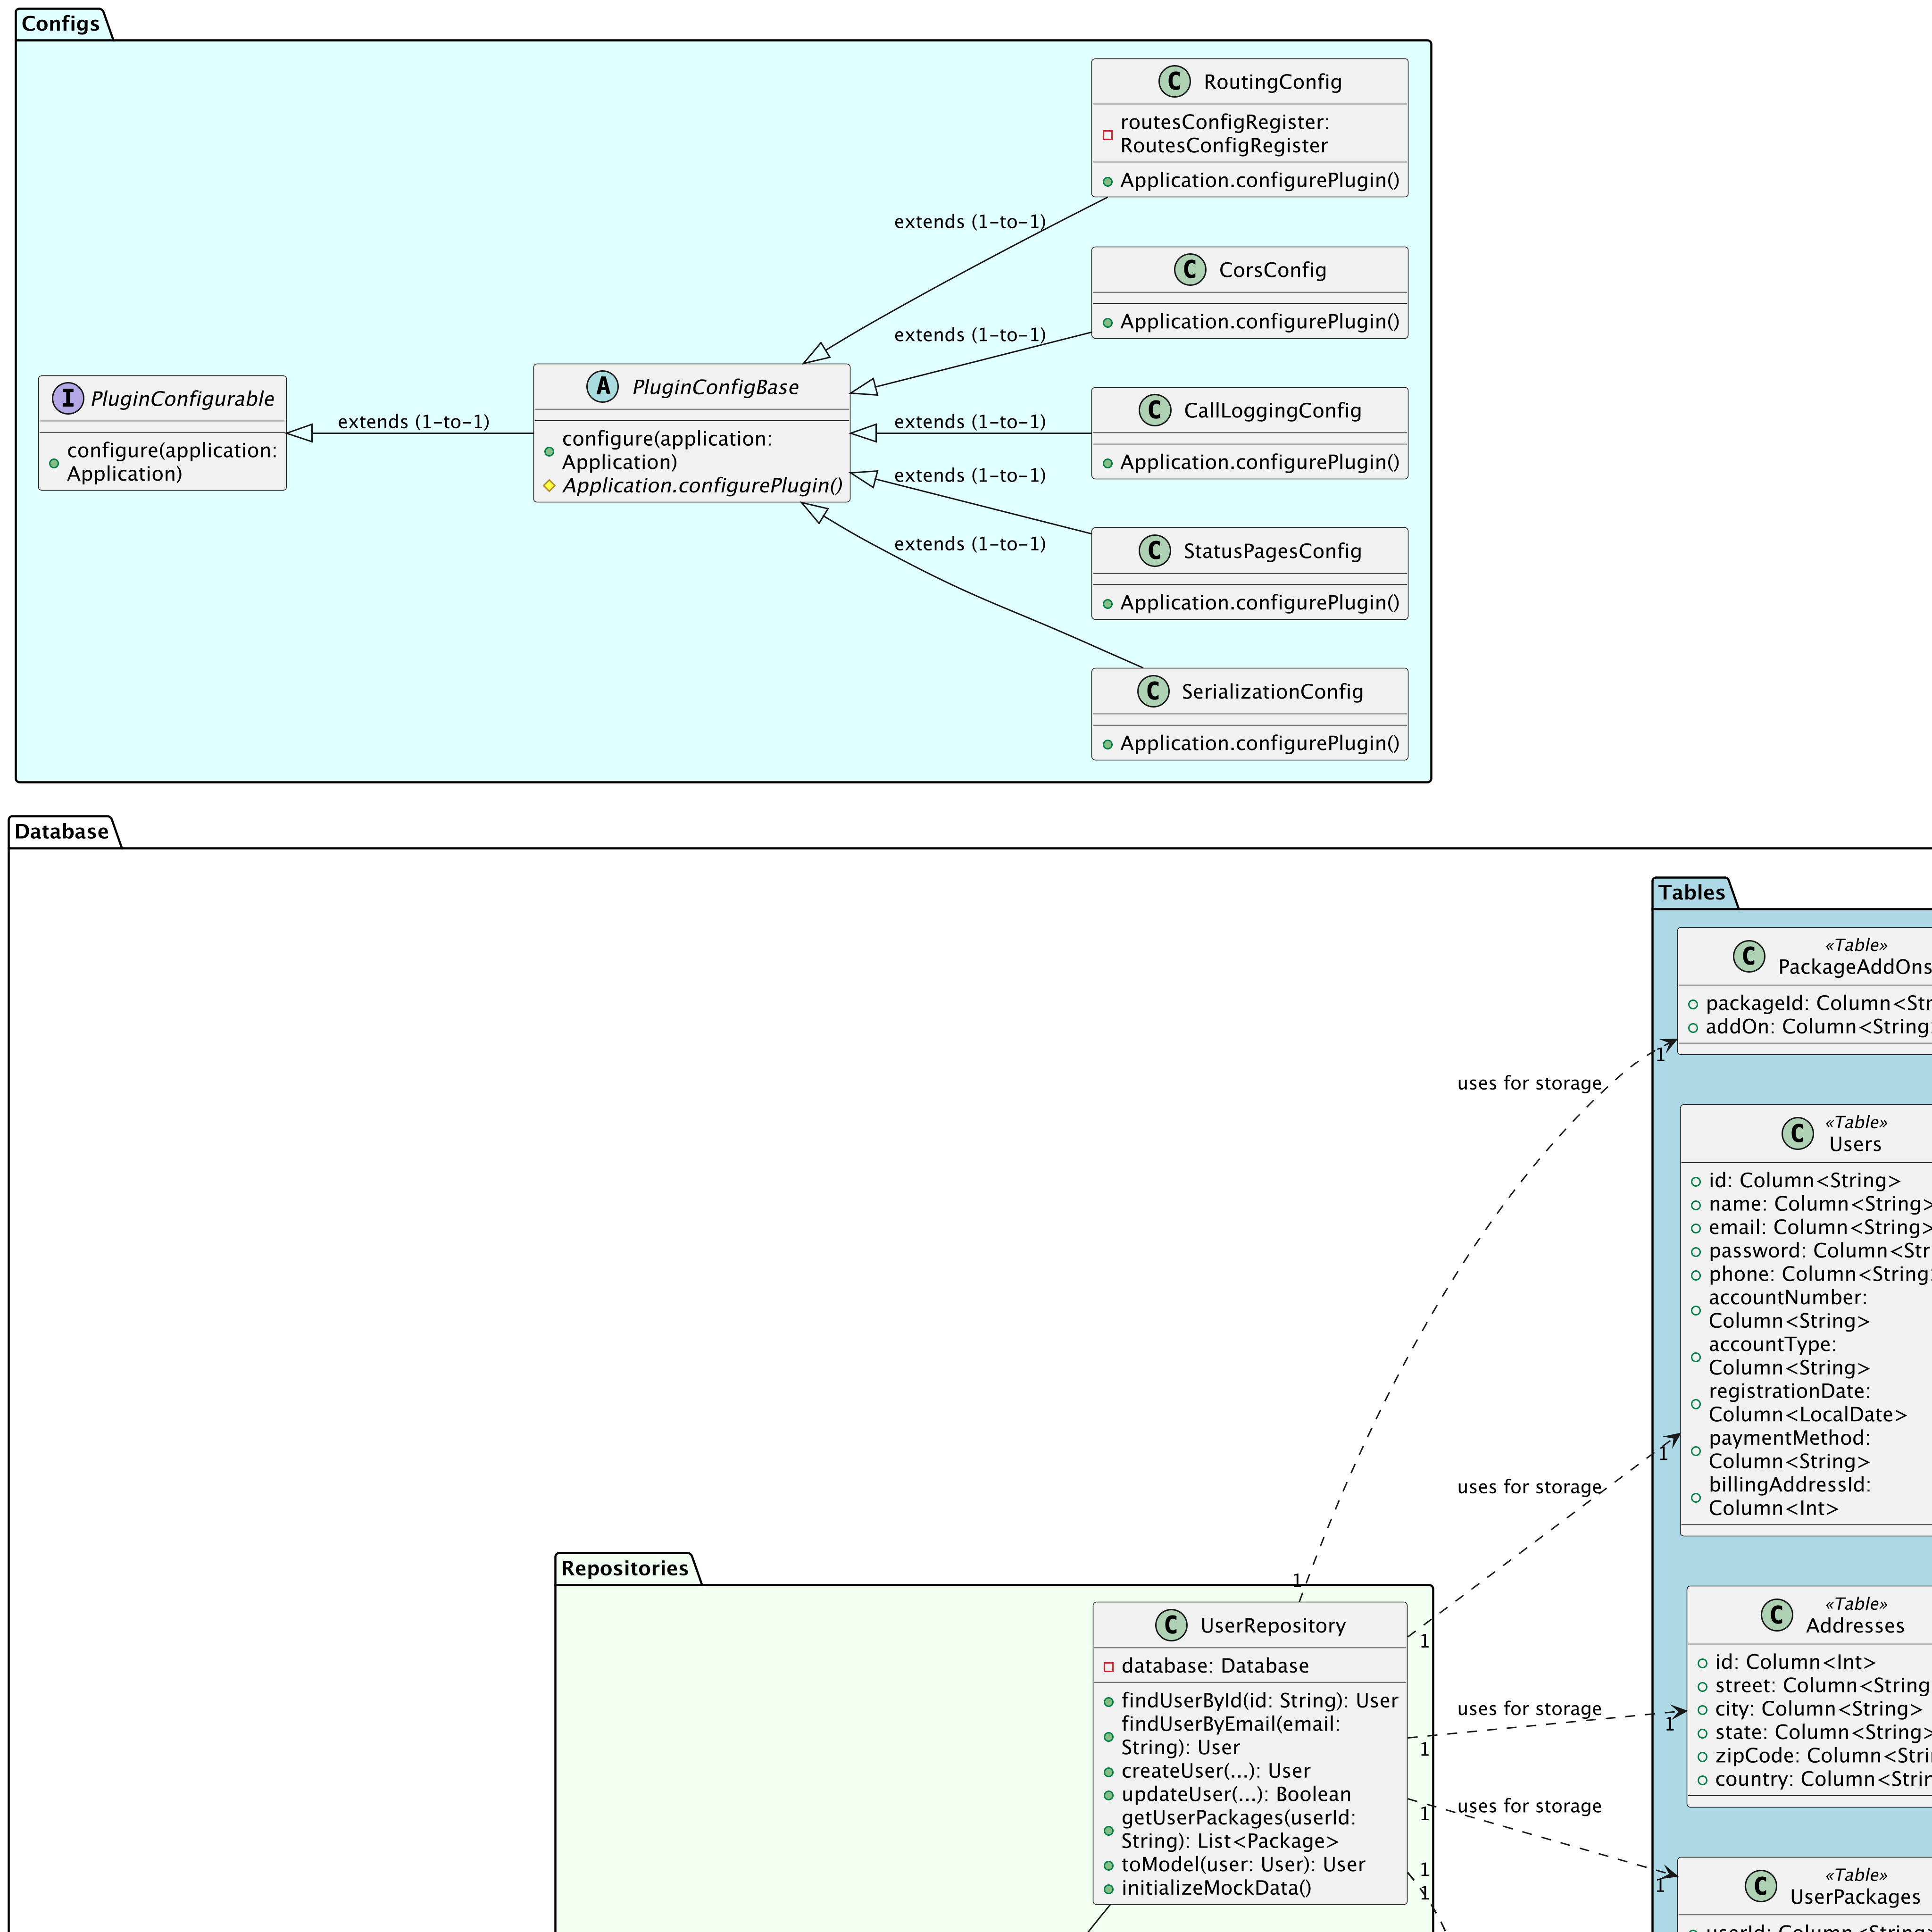 Configs
C RoutingConfig
routesConfigRegister:
RoutesConfigRegister
Application.configurePlugin()
extends (1-to-1)
C CorsConfig
Application.configurePlugin()
extends (1-to-1)
I PluginConfigurable
configure(application:
Application)
extends (1-to-1)
A PluginConfigBase
configure(application:
Application)
Application.configurePlugin()
extends (1-to-1)
C CallLoggingConfig
Application.configurePlugin()
extends (1-to-1)
C StatusPagesConfig
Application.configurePlugin()
extends (1-to-1)
C SerializationConfig
Application.configurePlugin()
Database
Tables
«Table»
C PackageAddOns
packageId: Column<Str
addOn: Column<String
1
uses for storage
«Table»
C Users
id: Column<String>
name: Column<String>
email: Column<String>
password: Column<Str
phone: Column<String
accountNumber:
Column<String>
accountType:
Column<String>
registrationDate:
Column<LocalDate>
paymentMethod:
Column<String>
billingAddressId:
Column<Int>
1
uses for storage
Repositories
1
C UserRepository
database: Database
findUserById(id: String): User
findUserByEmail(email:
String): User
createUser(...): User
updateUser(...): Boolean
getUserPackages(userId:
String): List<Package>
toModel(user: User): User
initializeMockData()
1
1
1
1
1
uses for storage
1
uses for storage
1
«Table»
C Addresses
id: Column<Int>
street: Column<String
city: Column<String>
state: Column<String>
zipCode: Column<Stri
country: Column<Strin
«Table»
C UserPackages
userId: Column<String>